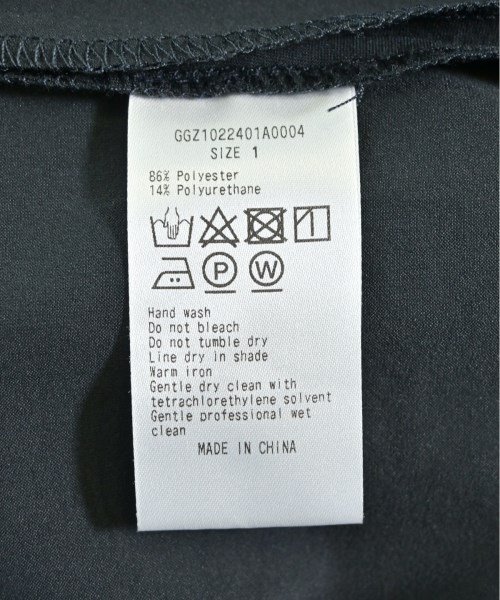 GGZ1022401A0004
SIZE 1
86% Polyester
14% Polyurethane
P W
Hand wash
Do not bleach
Do not tumble dry
Line dry in shade
Warm iron
Gentle dry clean with
tetrachlorethylene solvent
Gentle professional wet
clean
MADE IN CHINA